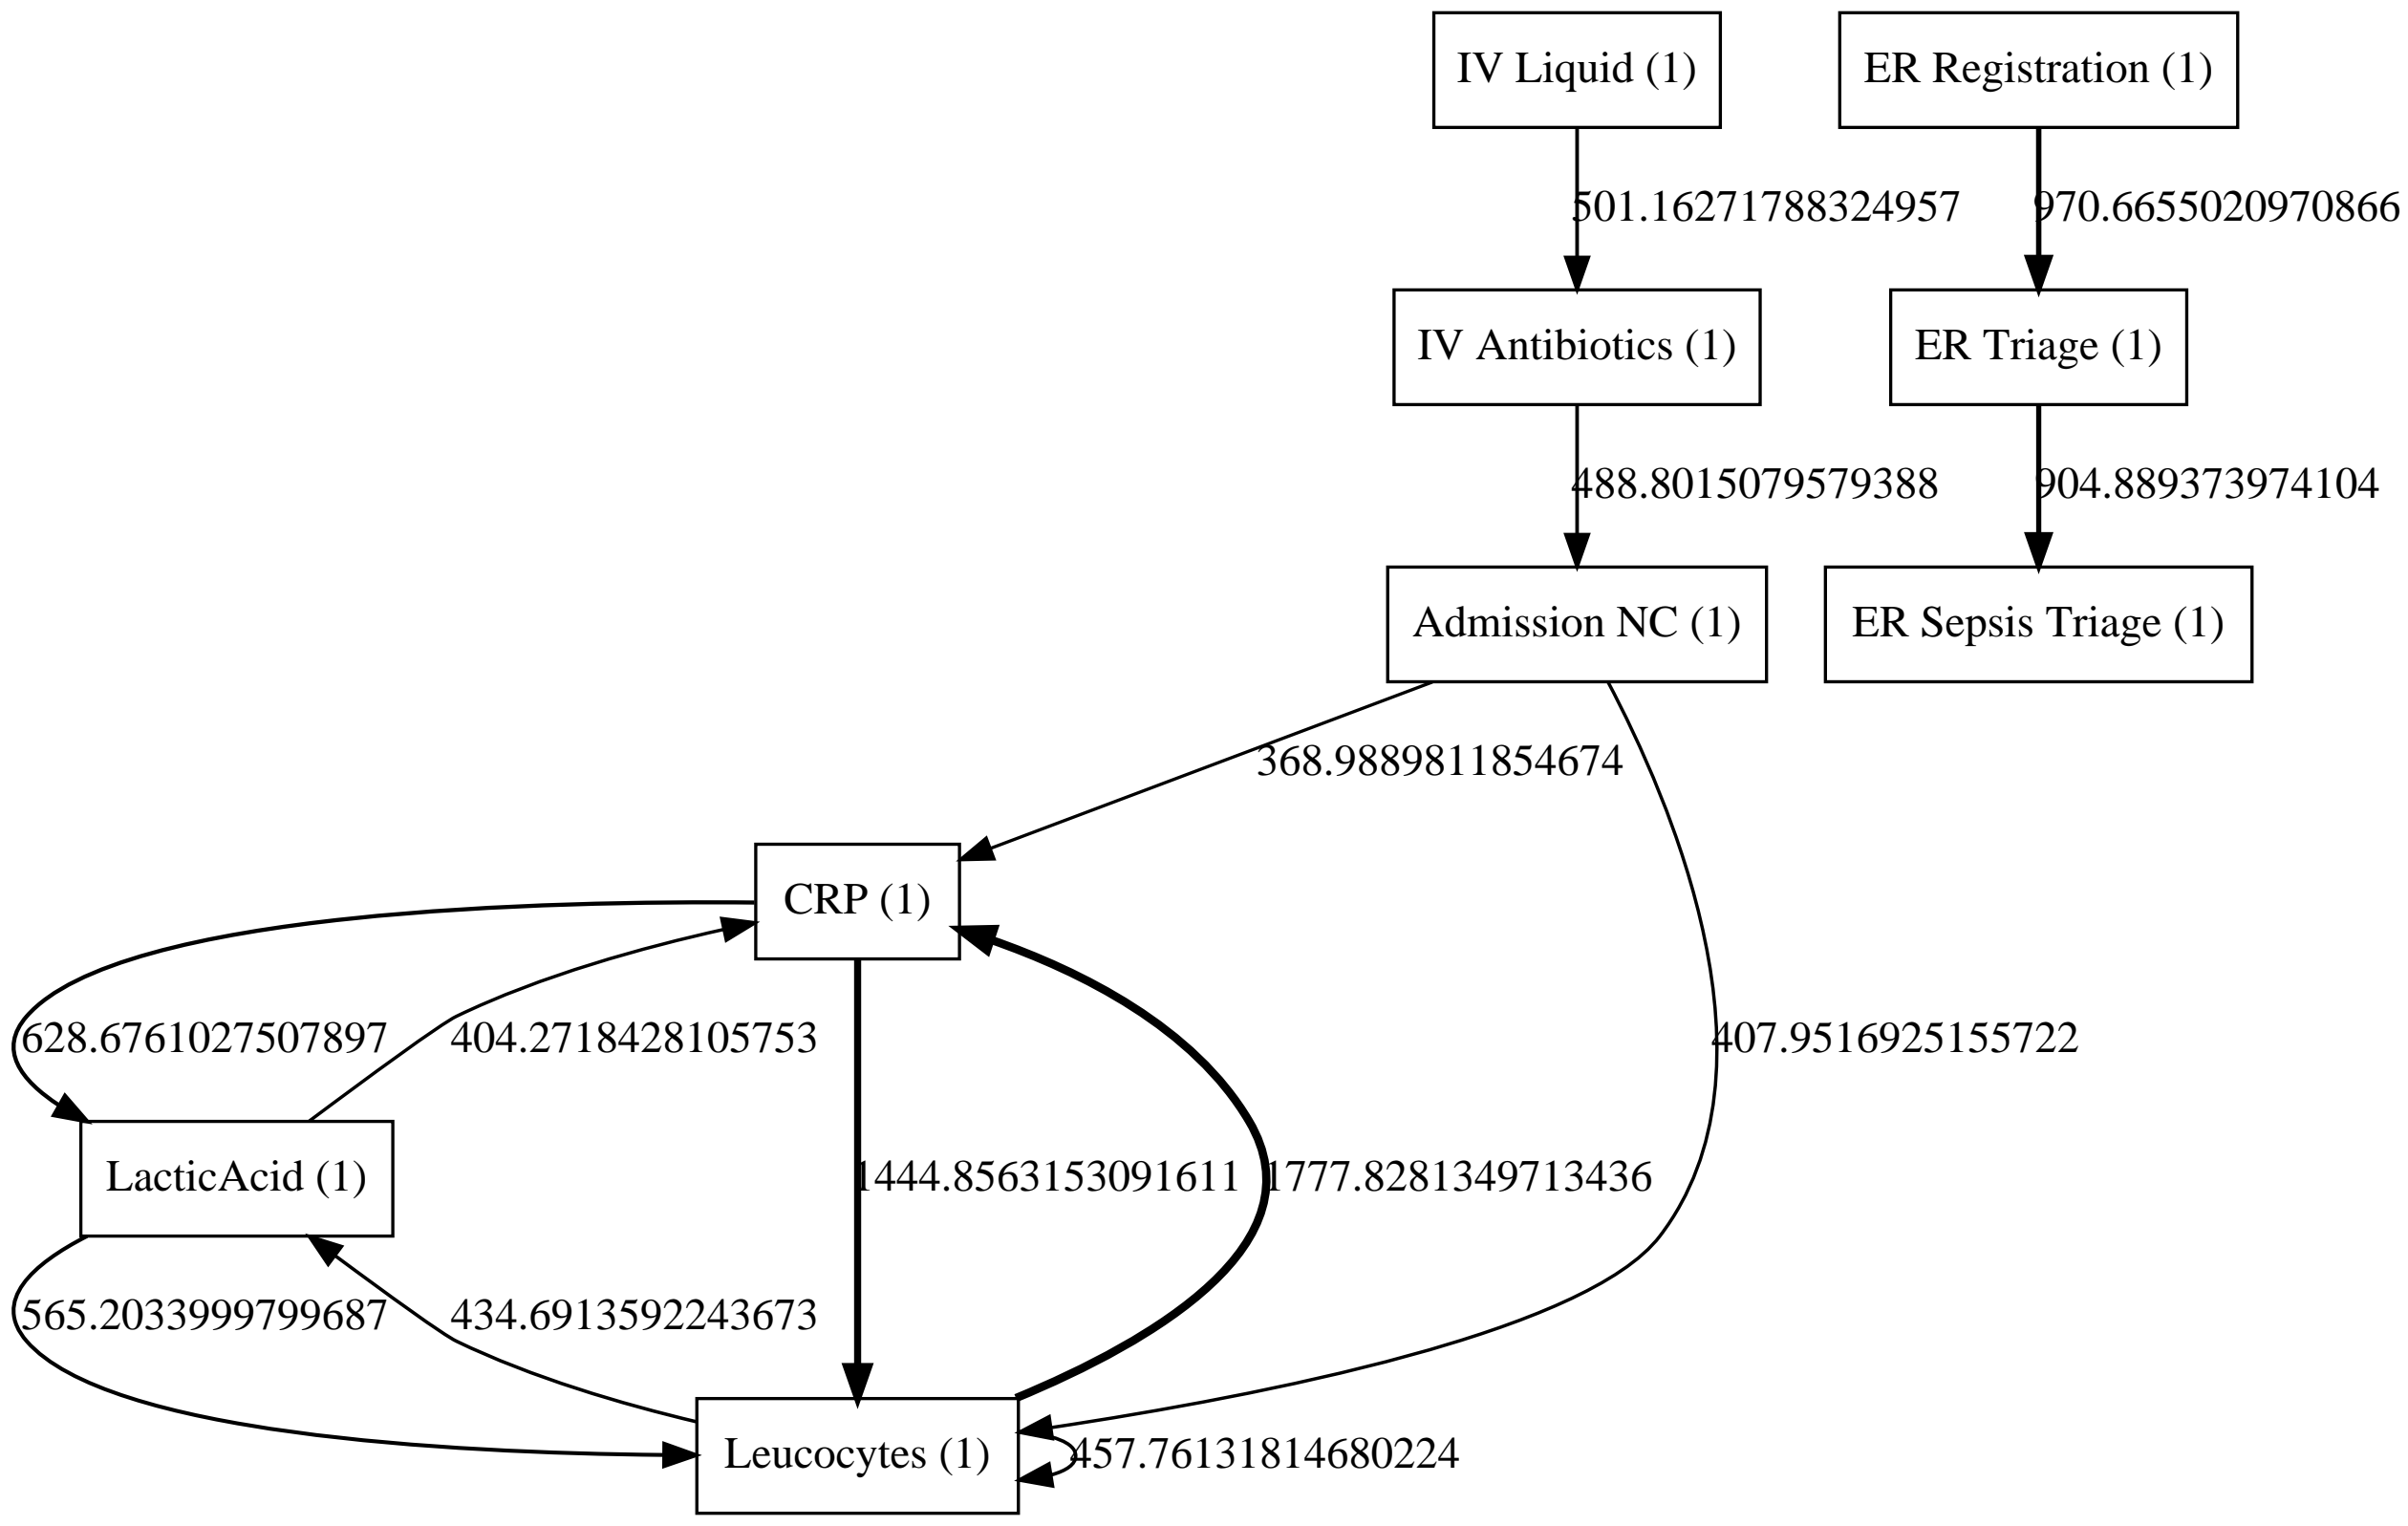 IV Liquid (1)
ER Registration (1)
501.16271788324957
970.6655020970866
IV Antibiotics (1)
ER Triage (1)
488.8015079579388
904.889373974104
Admission NC (1)
ER Sepsis Triage (1)
368.9889811854674
CRP (1)
628.6761027507897
404.2718428105753
407.9516925155722
LacticAcid (1)
1444.8563153091611
1777.8281349713436
565.2033999799687
434.6913592243673
Leucocytes (1)
457.76131814680224